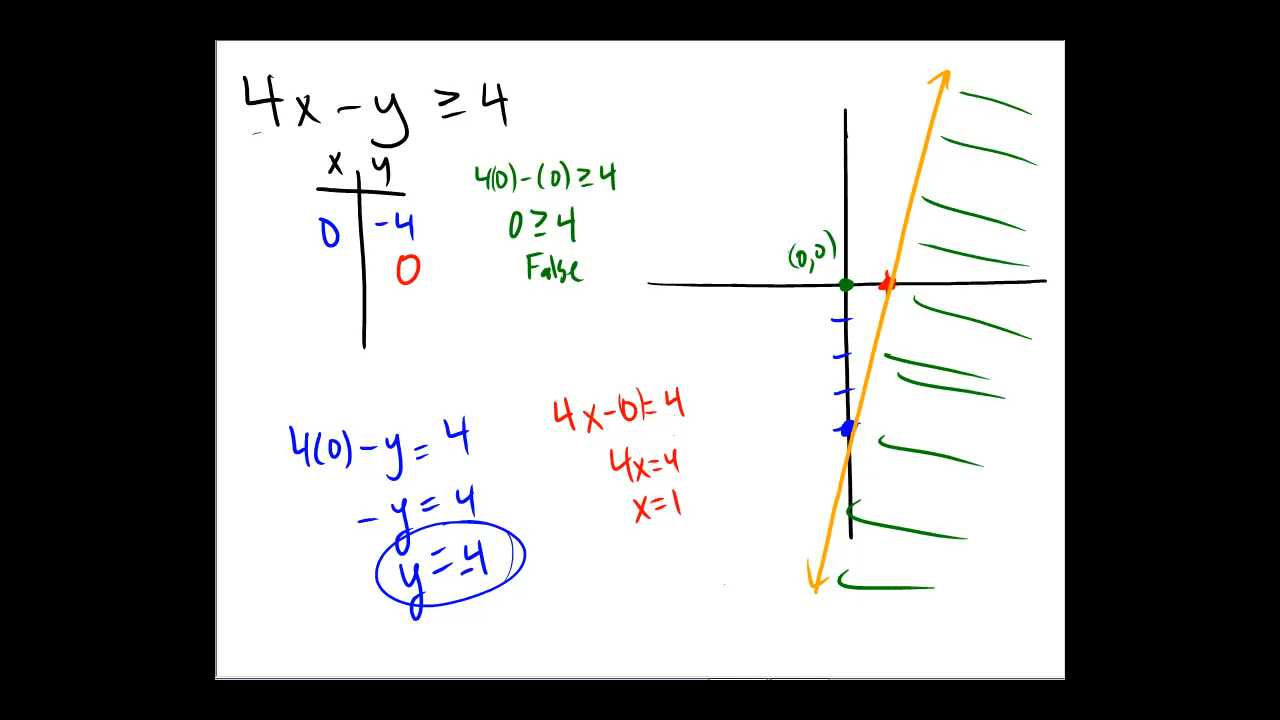 4x - y ≥ 4
x y
0 -4
0
4(0) - (0) ≥ 4
0 ≥ 4
False
(0,0)
4(0) - y = 4
- y = 4
y = -4
4x - (0) = 4
4x = 4
x = 1